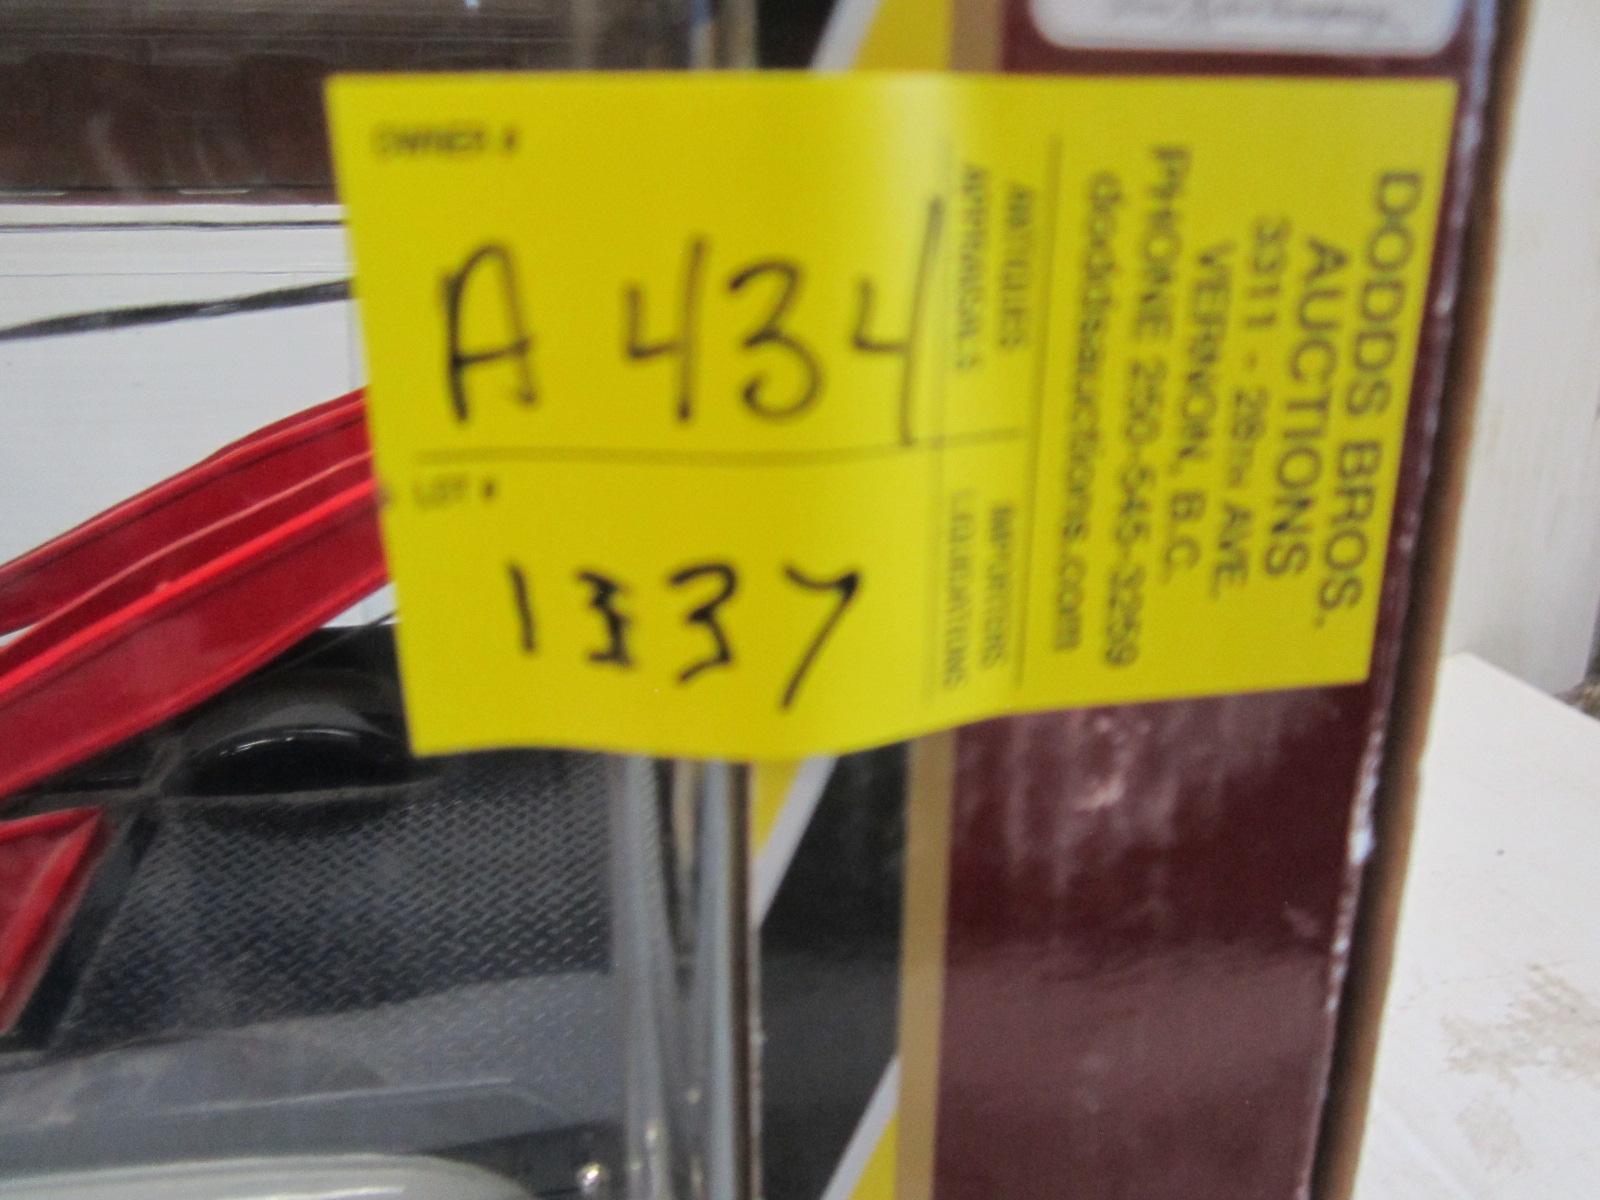 OWNER #
A 434
LOT #
1337
ANTIQUES
APPRAISALS
IMPORTERS
LIQUIDATIONS
DODDS BROS.
AUCTIONS
3311 - 28TH AVE.
VERNON, B.C.
PHONE 250-545-3259
doddsauctions.com